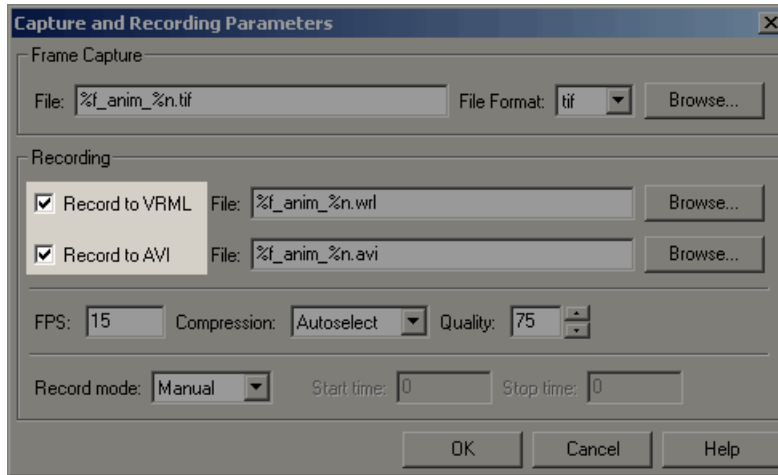 Capture and Recording Parameters
Frame Capture
File: %f_anim_%n.tif File Format: tif Browse...
Recording
Record to VRML File: %f_anim_%n.wrl Browse...
Record to AVI File: %f_anim_%n.avi Browse...
FPS: 15 Compression: Autoselect Quality: 75
Record mode: Manual Start time: 0 Stop time: 0
OK Cancel Help